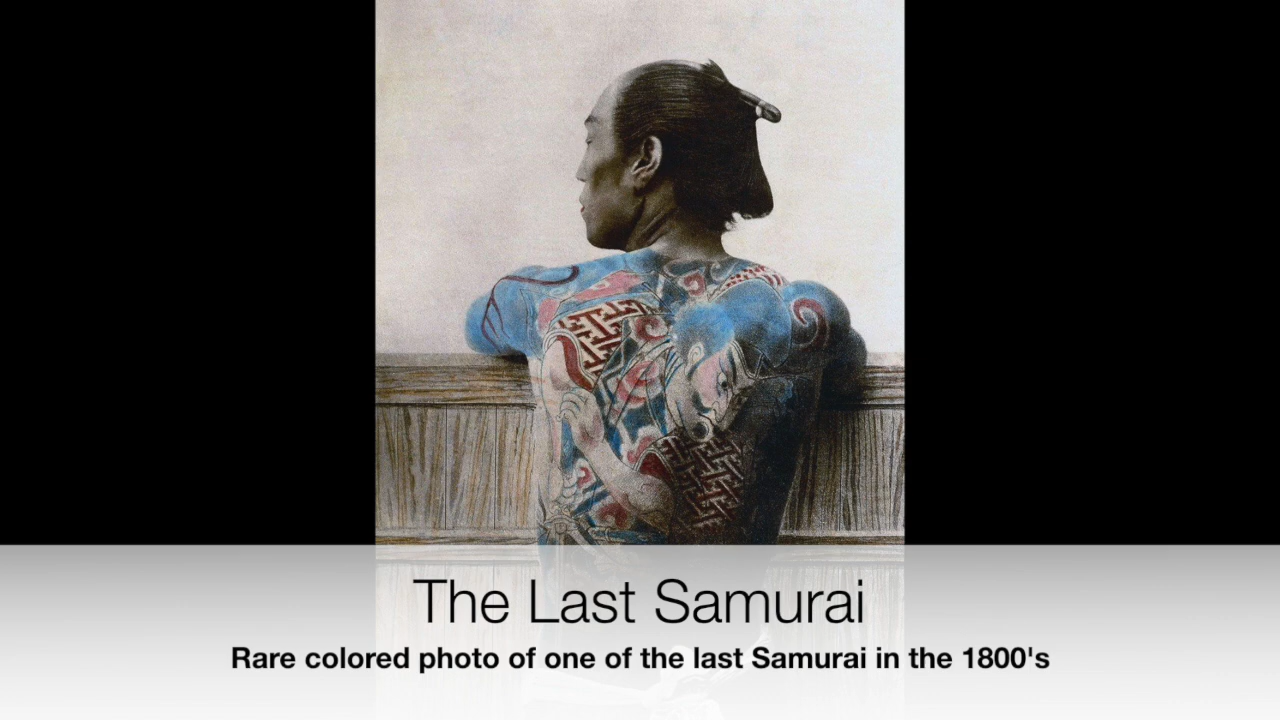 The Last Samurai
Rare colored photo of one of the last Samurai in the 1800's